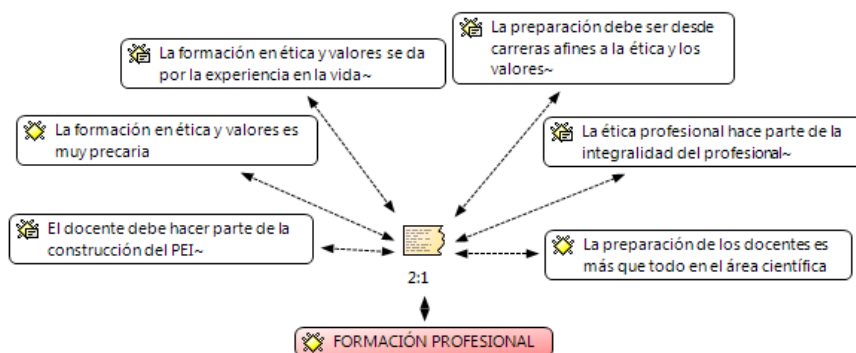 La formación en ética y valores se da
por la experiencia en la vida~
La preparación debe ser desde
carreras afines a la ética y los
valores~
La formación en ética y valores es
muy precaria
La ética profesional hace parte de la
integralidad del profesional~
El docente debe hacer parte de la
construcción del PEI~
La preparación de los docentes es
más que todo en el área científica
2:1
FORMACIÓN PROFESIONAL